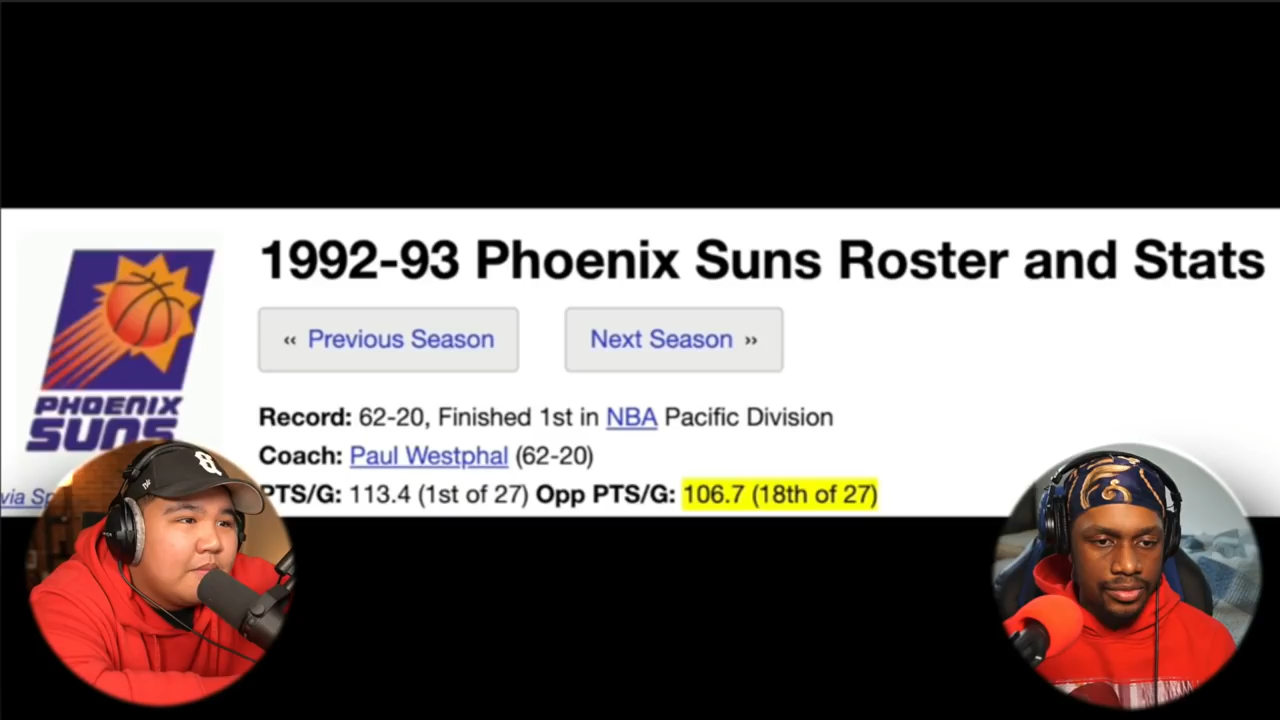 1992-93 Phoenix Suns Roster and Stats
‹‹ Previous Season
Next Season ››
Record: 62-20, Finished 1st in NBA Pacific Division
Coach: Paul Westphal (62-20)
PTS/G: 113.4 (1st of 27) Opp PTS/G: 106.7 (18th of 27)
PHOENIX
SUNS
via